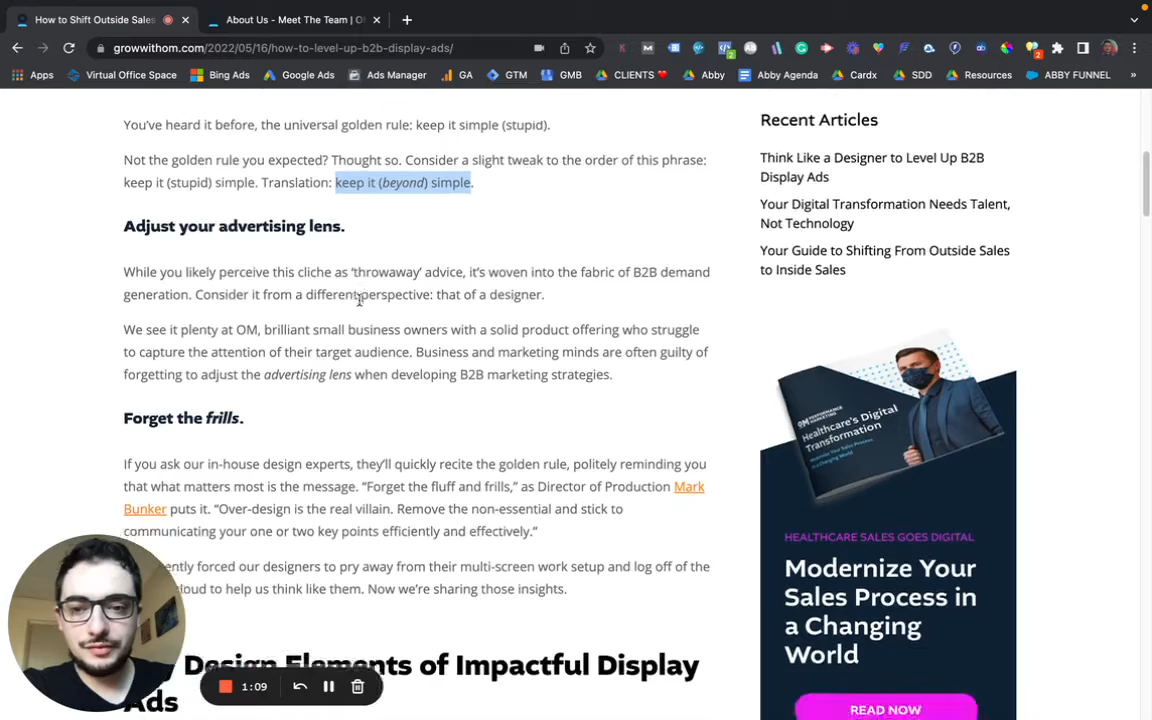 How to Shift Outside Sales
About Us - Meet The Team | O
growwithom.com/2022/05/16/how-to-level-up-b2b-display-ads/
Apps Virtual Office Space Bing Ads Google Ads Ads Manager GA GTM GMB CLIENTS Abby Abby Agenda Cardx SDD Resources ABBY FUNNEL »
You’ve heard it before, the universal golden rule: keep it simple (stupid).
Not the golden rule you expected? Thought so. Consider a slight tweak to the order of this phrase:
keep it (stupid) simple. Translation: keep it (beyond) simple.
Adjust your advertising lens.
While you likely perceive this cliche as ‘throwaway’ advice, it’s woven into the fabric of B2B demand
generation. Consider it from a different perspective: that of a designer.
We see it plenty at OM, brilliant small business owners with a solid product offering who struggle
to capture the attention of their target audience. Business and marketing minds are often guilty of
forgetting to adjust the advertising lens when developing B2B marketing strategies.
Forget the frills.
If you ask our in-house design experts, they’ll quickly recite the golden rule, politely reminding you
that what matters most is the message. “Forget the fluff and frills,” as Director of Production Mark
Bunker puts it. “Over-design is the real villain. Remove the non-essential and stick to
communicating your one or two key points efficiently and effectively.“
ently forced our designers to pry away from their multi-screen work setup and log off of the
loud to help us think like them. Now we’re sharing those insights.
Design Elements of Impactful Display
Ads
1:09
Recent Articles
Think Like a Designer to Level Up B2B
Display Ads
Your Digital Transformation Needs Talent,
Not Technology
Your Guide to Shifting From Outside Sales
to Inside Sales
OM PERFORMANCE
MARKETING
Healthcare's Digital
Transformation
Modernize Your Sales Process in a
Changing World
HEALTHCARE SALES GOES DIGITAL
Modernize Your
Sales Process in
a Changing
World
READ NOW